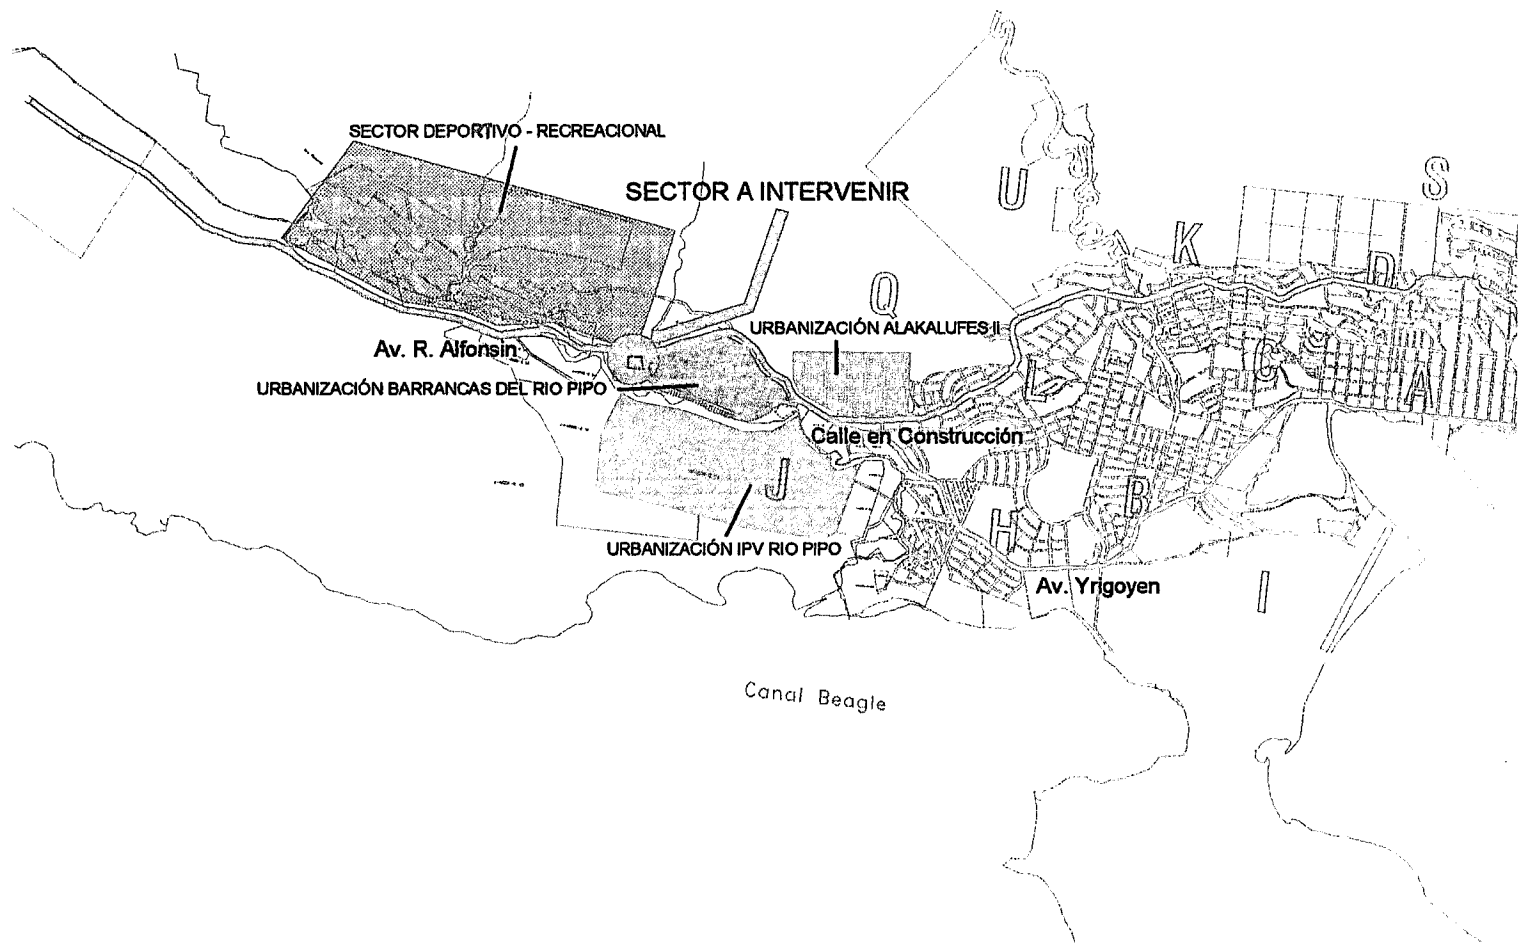 SECTOR DEPORTIVO - RECREACIONAL
SECTOR A INTERVENIR
S
U
K
D
Q
URBANIZACIÓN ALAKALUFES II
Av. R. Alfonsin
URBANIZACIÓN BARRANCAS DEL RIO PIPO
L
C
A
Calle en Construcción
J
B
H
URBANIZACIÓN IPV RIO PIPO
Av. Yrigoyen
I
Canal Beagle